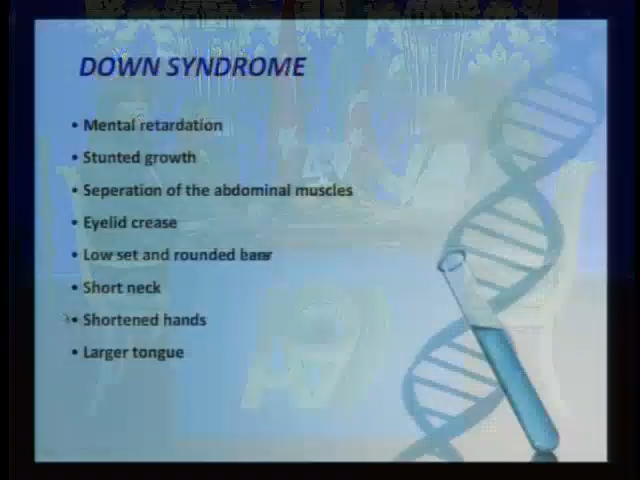 DOWN SYNDROME
• Mental retardation
• Stunted growth
• Seperation of the abdominal muscles
• Eyelid crease
• Low set and rounded
• Short neck
• Shortened hands
• Larger tongue